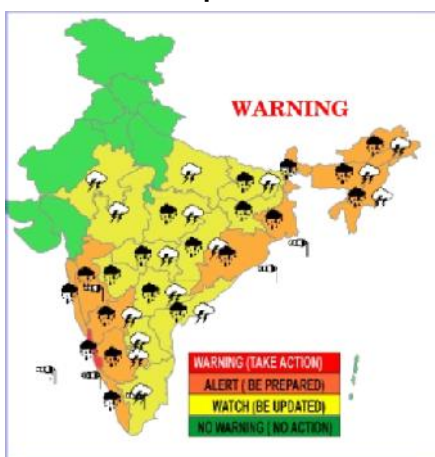 WARNING
WARNING (TAKE ACTION)
ALERT ( BE PREPARED)
WATCH (BE UPDATED)
NO WARNING ( NO ACTION)